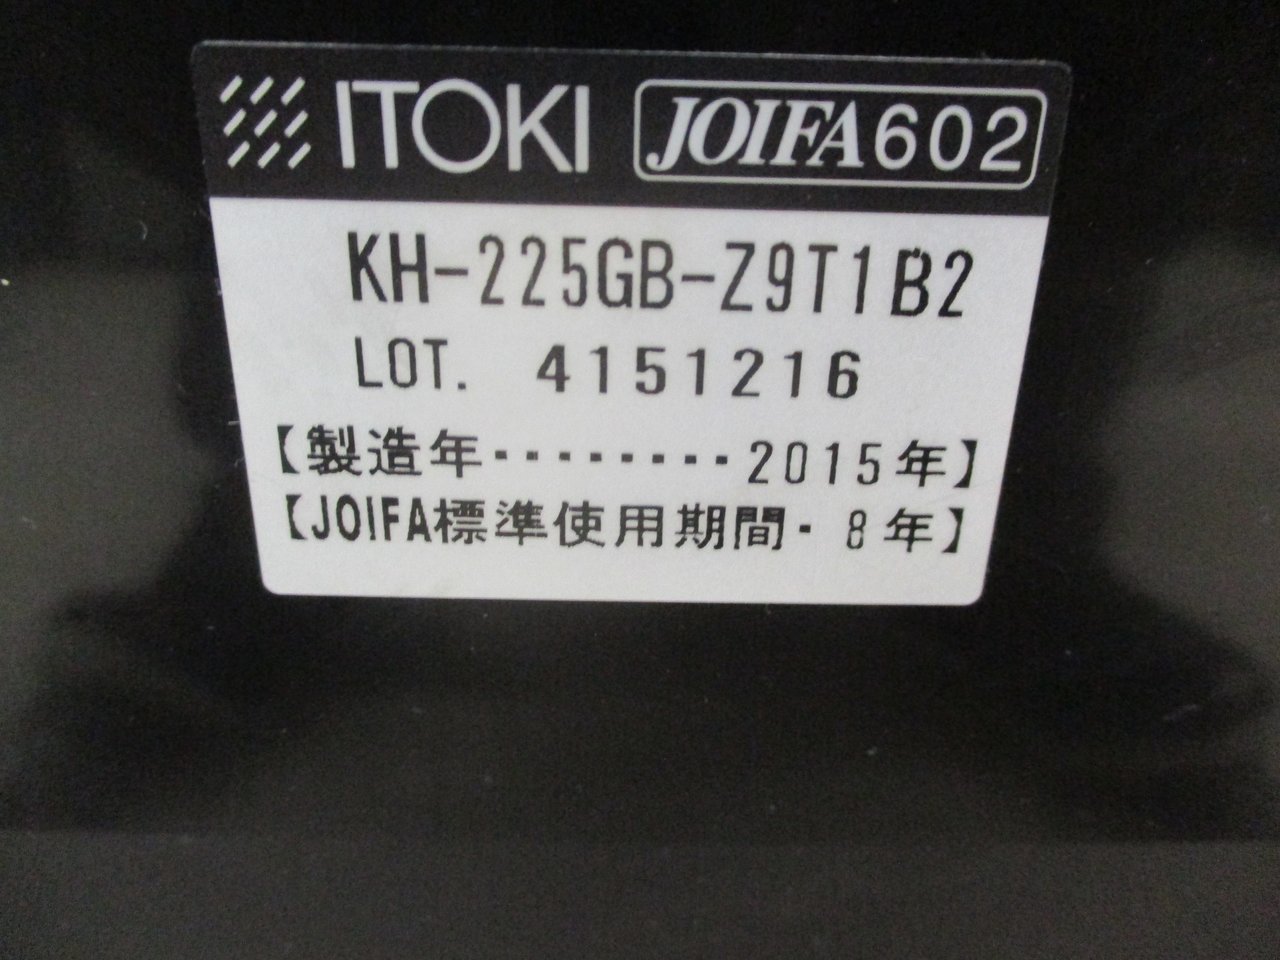 ITOKI JOIFA602
KH-225GB-Z9T1B2
LOT. 4151216
【製造年・・・・・・・・2015年】
【JOIFA標準使用期間・8年】